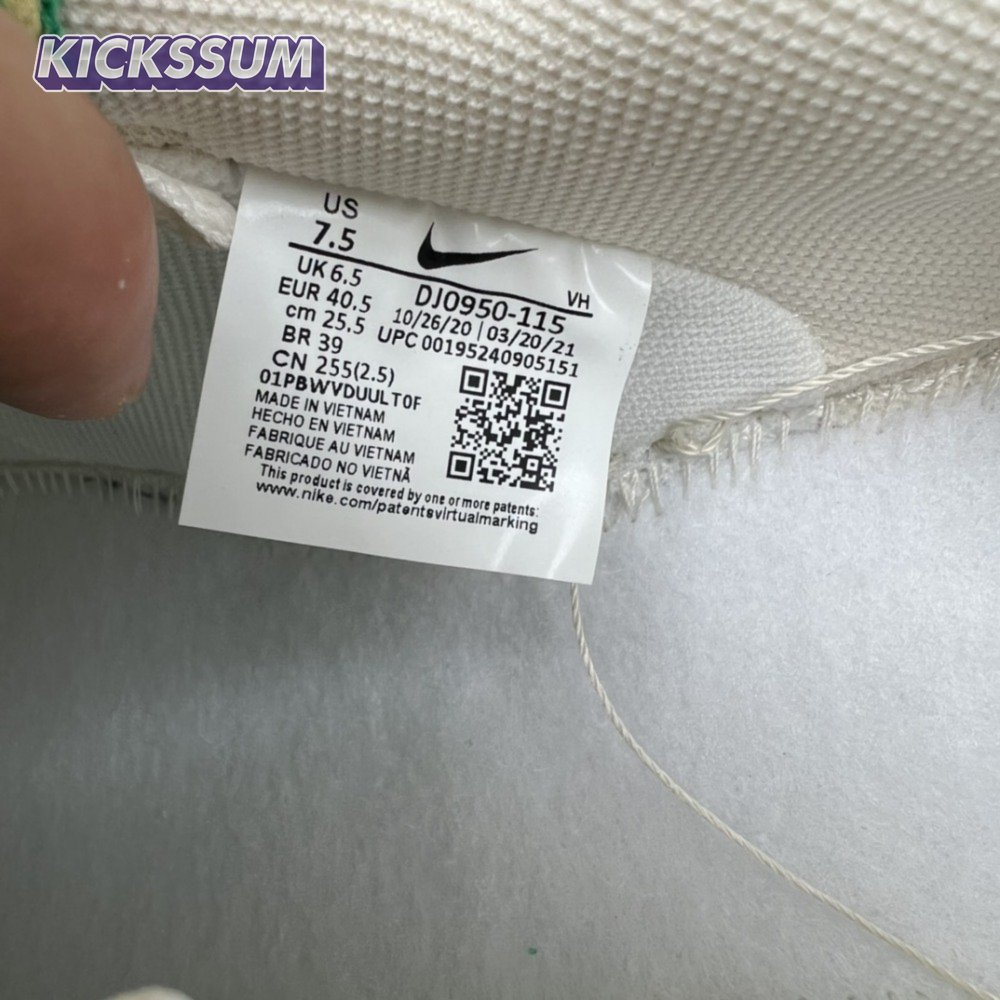 KICKSSUM
US
7.5
VH
UK 6.5
EUR 40.5
cm 25.5
BR 39
CN 255(2.5)
DJ0950-115
10/26/20 | 03/20/21
UPC 00195240905151
01PBWVDUULT0F
MADE IN VIETNAM
HECHO EN VIETNAM
FABRIQUE AU VIETNAM
FABRICADO NO VIETNÃ
This product is covered by one or more patents:
www.nike.com/patentsvirtualmarking